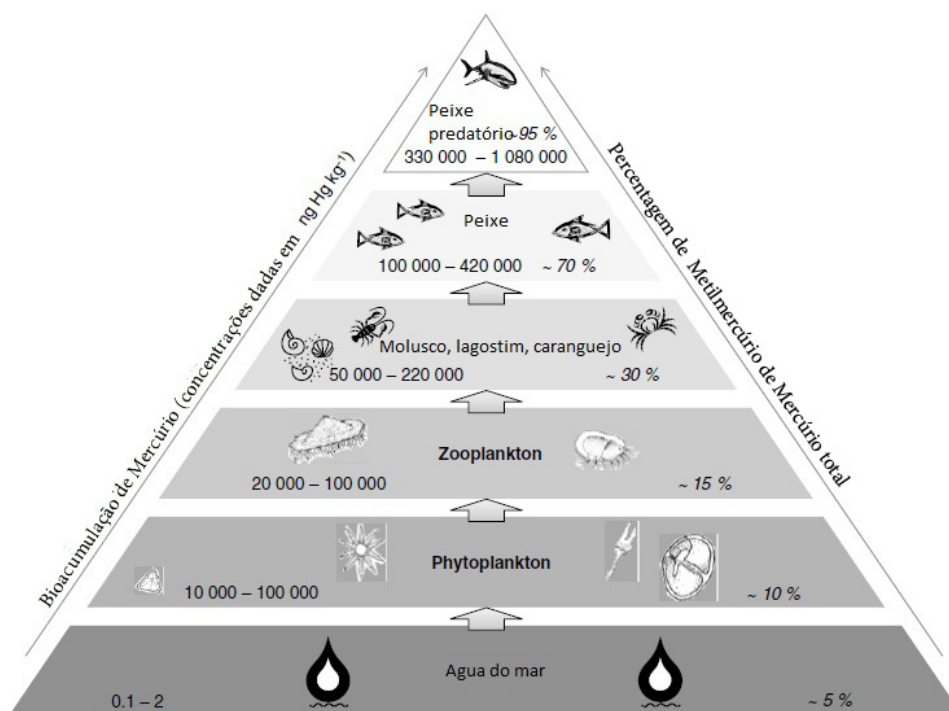 Peixe
predatório ~95 %
330 000 – 1 080 000
Peixe
100 000 – 420 000 ~ 70 %
Molusco, lagostim, caranguejo
50 000 – 220 000 ~ 30 %
Zooplankton
20 000 – 100 000 ~ 15 %
Phytoplankton
10 000 – 100 000 ~ 10 %
Agua do mar
0.1 – 2 ~ 5 %
Bioacumulação de Mercúrio (concentrações dadas em ng Hg kg⁻¹)
Percentagem de Metilmercúrio de Mercúrio total